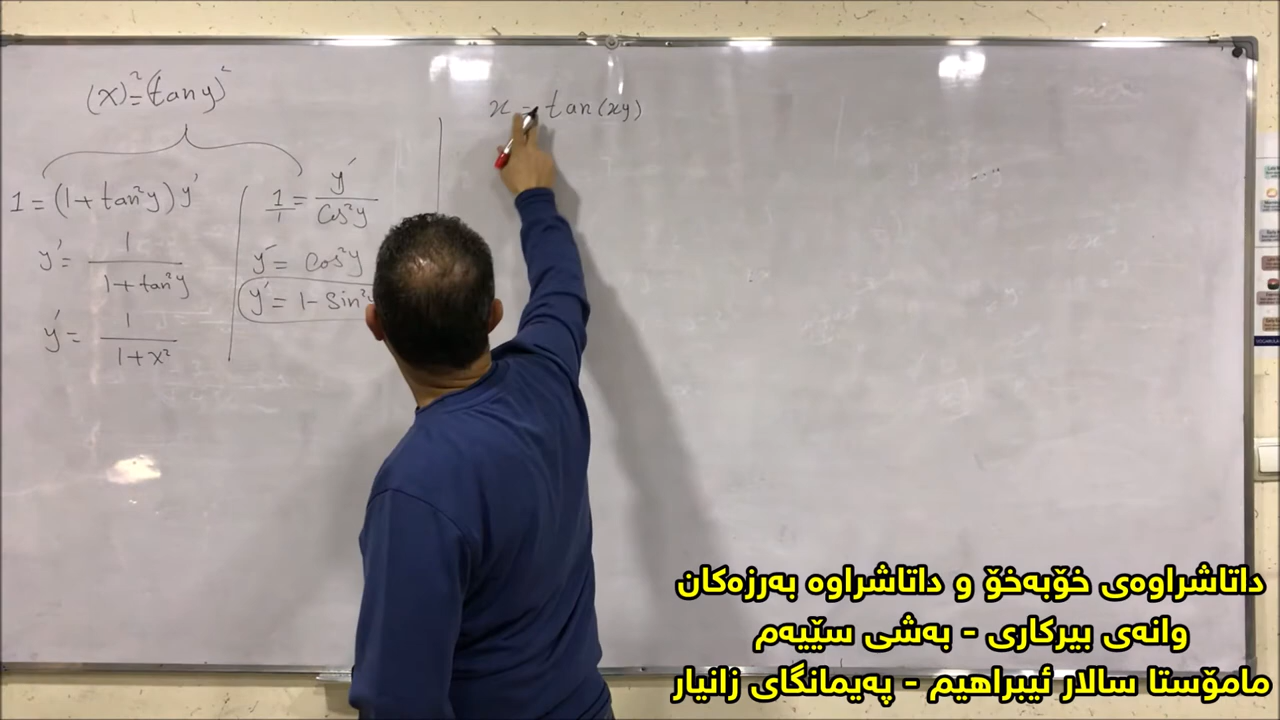 (x)² = (tan y)²
1 = (1 + tan²y) y′
y′ = 1 / (1 + tan²y)
y′ = 1 / (1 + x²)
1/1 = y′ / Cos²y
y′ = Cos²y
y′ = 1 - Sin²
x = tan(xy)
داتاشراوەی خۆبەخۆ و داتاشراوە بەرزەکان
وانەی بیرکاری - بەشی سێیەم
مامۆستا سالار ئیبراهیم - پەیمانگای زانیار